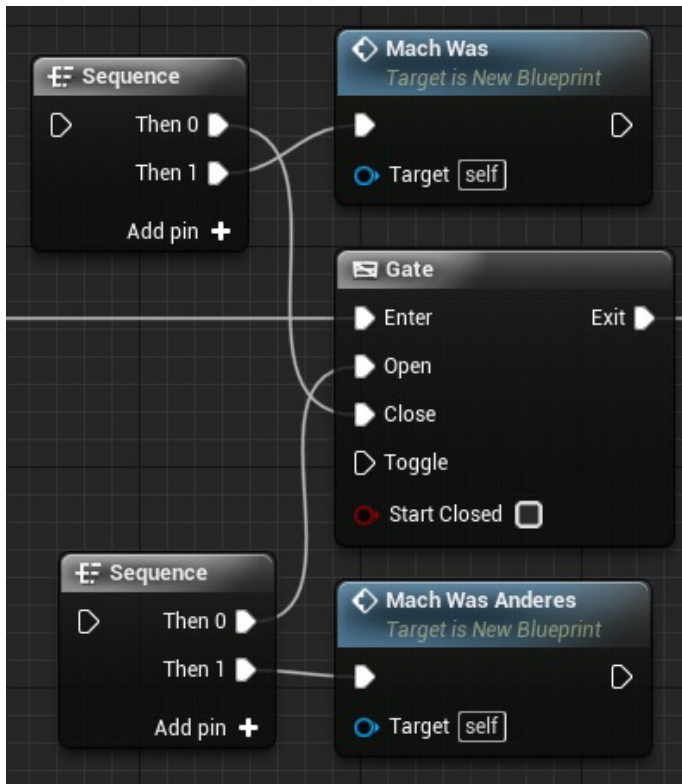 Sequence
Then 0
Then 1
Add pin +
Mach Was
Target is New Blueprint
Target self
Gate
Enter Exit
Open
Close
Toggle
Start Closed
Sequence
Then 0
Then 1
Add pin +
Mach Was Anderes
Target is New Blueprint
Target self